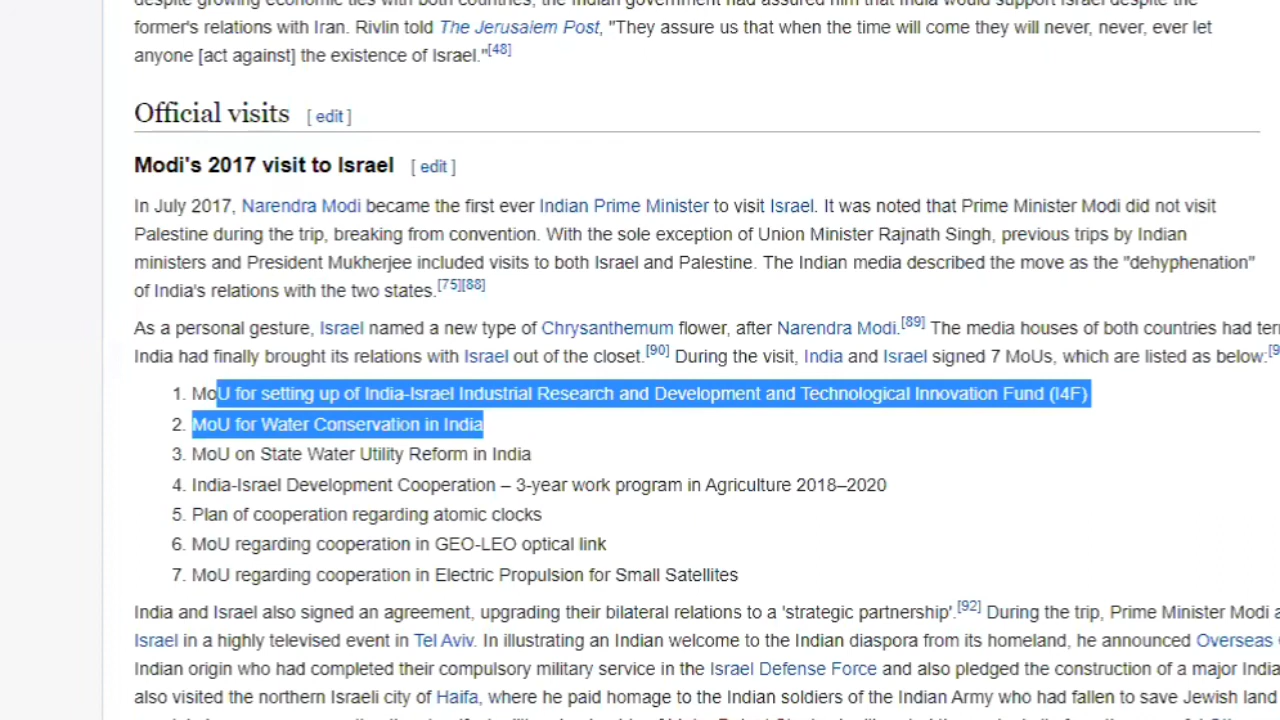 despite growing economic ties with both countries, the Indian government had assured him that India would support Israel despite the
former's relations with Iran. Rivlin told The Jerusalem Post, "They assure us that when the time will come they will never, never, ever let
anyone [act against] the existence of Israel."[48]
Official visits [ edit ]
Modi's 2017 visit to Israel [ edit ]
In July 2017, Narendra Modi became the first ever Indian Prime Minister to visit Israel. It was noted that Prime Minister Modi did not visit
Palestine during the trip, breaking from convention. With the sole exception of Union Minister Rajnath Singh, previous trips by Indian
ministers and President Mukherjee included visits to both Israel and Palestine. The Indian media described the move as the "dehyphenation"
of India's relations with the two states.[75][88]
As a personal gesture, Israel named a new type of Chrysanthemum flower, after Narendra Modi.[89] The media houses of both countries had
India had finally brought its relations with Israel out of the closet.[90] During the visit, India and Israel signed 7 MoUs, which are listed as below:
1. MoU for setting up of India-Israel Industrial Research and Development and Technological Innovation Fund (I4F)
2. MoU for Water Conservation in India
3. MoU on State Water Utility Reform in India
4. India-Israel Development Cooperation – 3-year work program in Agriculture 2018–2020
5. Plan of cooperation regarding atomic clocks
6. MoU regarding cooperation in GEO-LEO optical link
7. MoU regarding cooperation in Electric Propulsion for Small Satellites
India and Israel also signed an agreement, upgrading their bilateral relations to a 'strategic partnership'.[92] During the trip, Prime Minister Modi
Israel in a highly televised event in Tel Aviv. In illustrating an Indian welcome to the Indian diaspora from its homeland, he announced Overseas
Indian origin who had completed their compulsory military service in the Israel Defense Force and also pledged the construction of a major
also visited the northern Israeli city of Haifa, where he paid homage to the Indian soldiers of the Indian Army who had fallen to save Jewish land